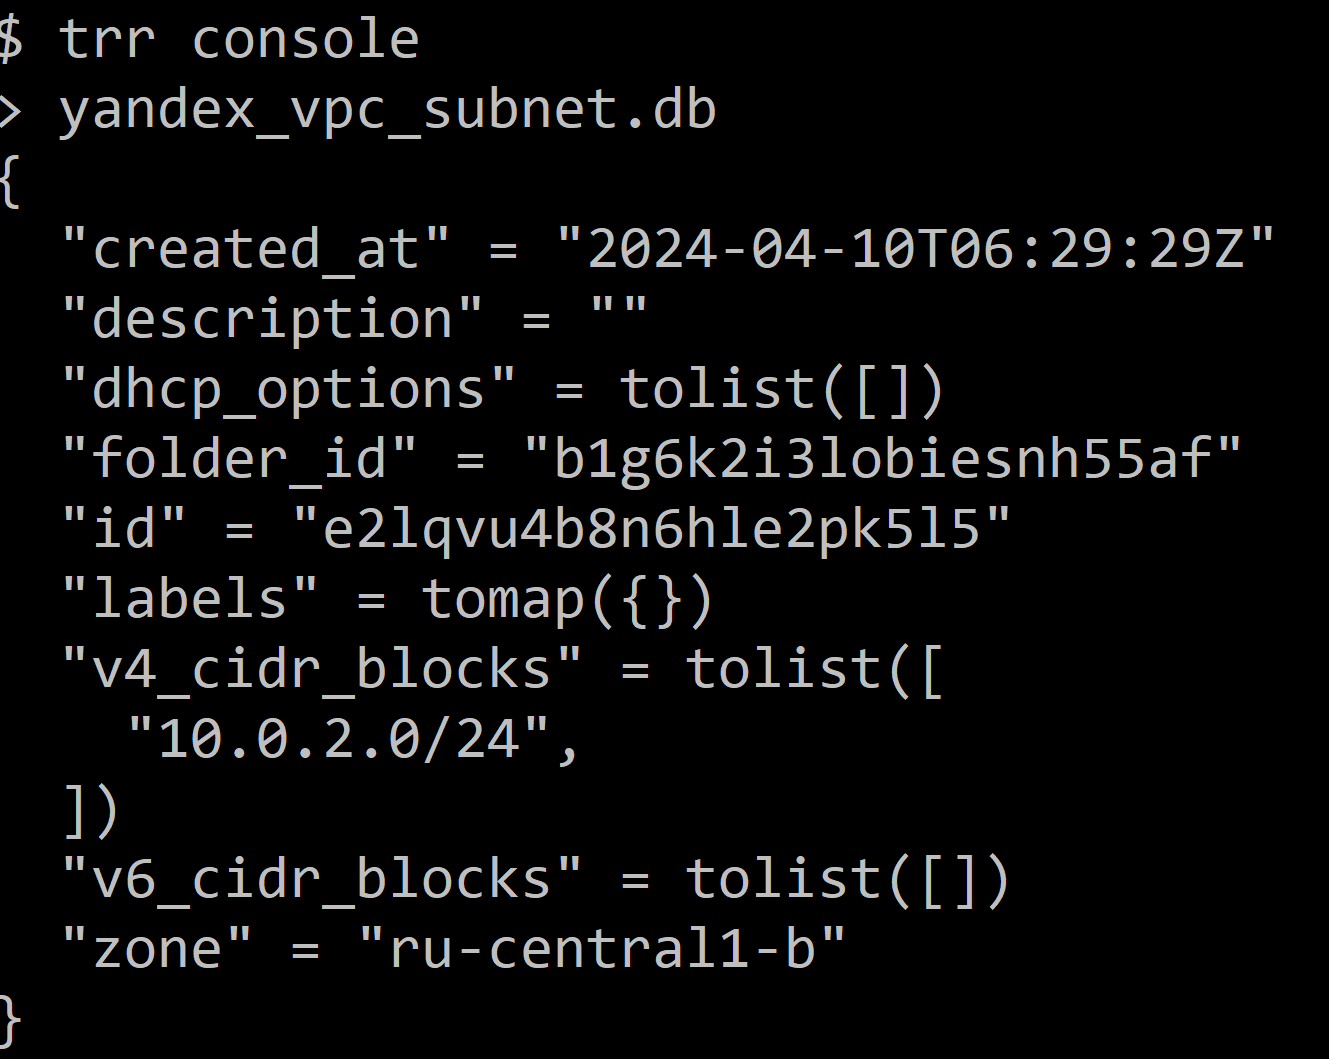 $ trr console
> yandex_vpc_subnet.db
{
  "created_at" = "2024-04-10T06:29:29Z"
  "description" = ""
  "dhcp_options" = tolist([])
  "folder_id" = "b1g6k2i3lobiesnh55af"
  "id" = "e2lqvu4b8n6hle2pk5l5"
  "labels" = tomap({})
  "v4_cidr_blocks" = tolist([
    "10.0.2.0/24",
  ])
  "v6_cidr_blocks" = tolist([])
  "zone" = "ru-central1-b"
}